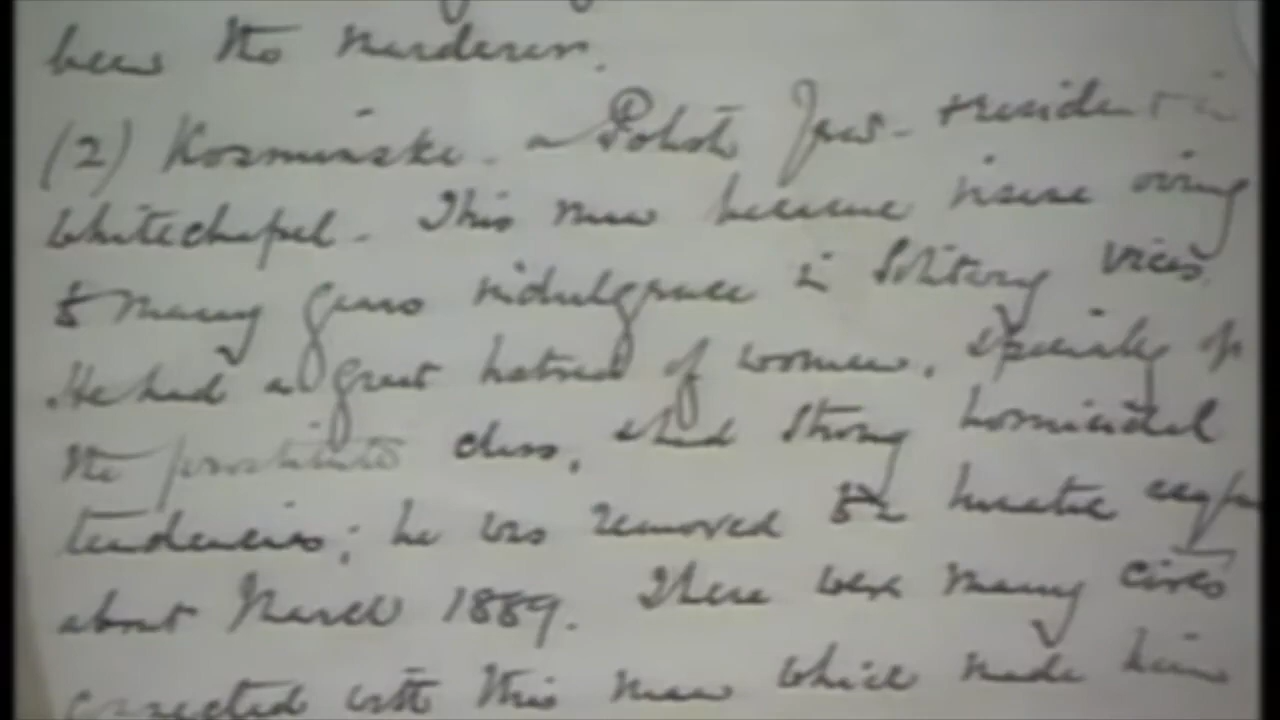 been the murderer.
(2) Kosminski - a Polish Jew - & resident in
Whitechapel. This man became insane owing
to many years indulgence in solitary vices.
He had a great hatred of women, specially of
the prostitute class, & had strong homicidal
tendencies; he was removed to a lunatic asylum
about March 1889. There were many circs
connected with this man which made him